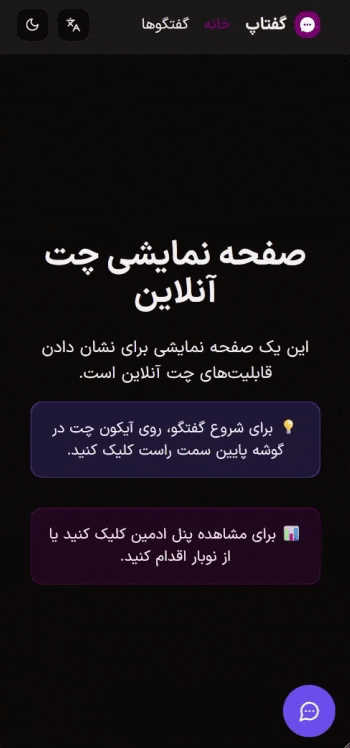 گفتاپ خانه گفتگوها
صفحه نمایشی چت
آنلاین
این یک صفحه نمایشی برای نشان دادن
قابلیت‌های چت آنلاین است.
💡 برای شروع گفتگو، روی آیکون چت در
گوشه پایین سمت راست کلیک کنید.
📊 برای مشاهده پنل ادمین کلیک کنید یا
از نوبار اقدام کنید.